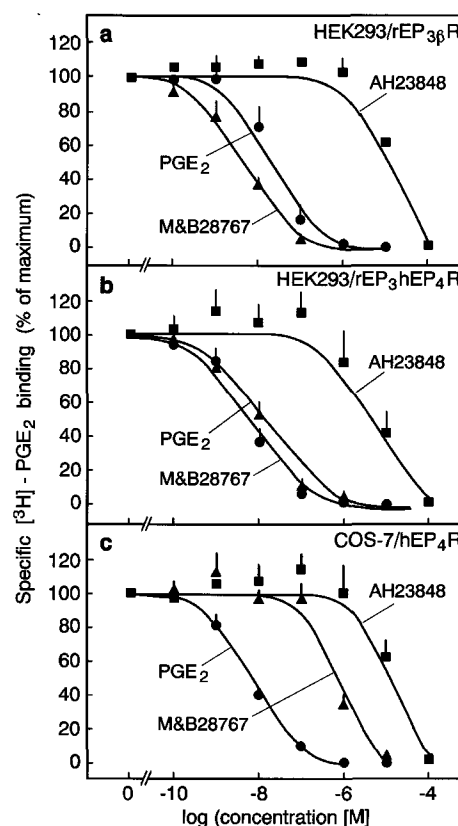 a HEK293/rEP3βR
120
100
80
60
40
20
0
AH23848
PGE2
M&B28767
b HEK293/rEP3hEP4R
120
100
80
60
40
20
0
AH23848
PGE2
M&B28767
c COS-7/hEP4R
120
100
80
60
40
20
0
AH23848
PGE2
M&B28767
Specific [3H] - PGE2 binding (% of maximum)
0 -10 -8 -6 -4
log (concentration [M]